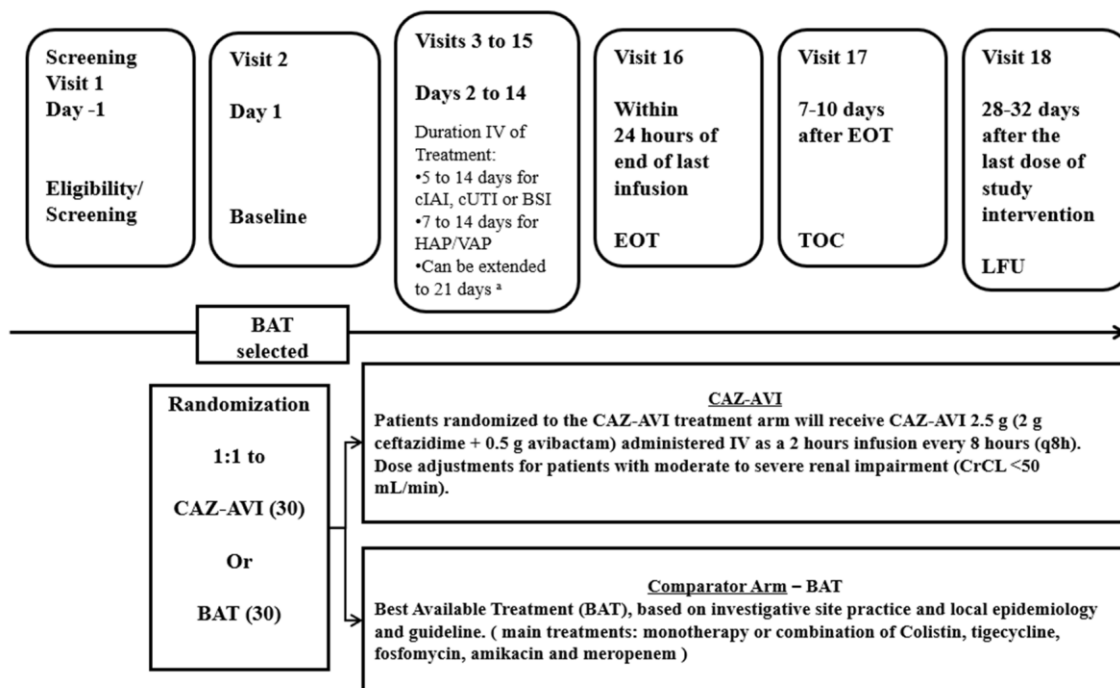 Screening
Visit 1
Day -1
Eligibility/
Screening
Visit 2
Day 1
Baseline
Visits 3 to 15
Days 2 to 14
Duration IV of
Treatment:
•5 to 14 days for
cIAI, cUTI or BSI
•7 to 14 days for
HAP/VAP
•Can be extended
to 21 days ª
Visit 16
Within
24 hours of
end of last
infusion
EOT
Visit 17
7-10 days
after EOT
TOC
Visit 18
28-32 days
after the
last dose of
study
intervention
LFU
BAT
selected
Randomization
1:1 to
CAZ-AVI (30)
Or
BAT (30)
CAZ-AVI
Patients randomized to the CAZ-AVI treatment arm will receive CAZ-AVI 2.5 g (2 g
ceftazidime + 0.5 g avibactam) administered IV as a 2 hours infusion every 8 hours (q8h).
Dose adjustments for patients with moderate to severe renal impairment (CrCL <50
mL/min).
Comparator Arm – BAT
Best Available Treatment (BAT), based on investigative site practice and local epidemiology
and guideline. ( main treatments: monotherapy or combination of Colistin, tigecycline,
fosfomycin, amikacin and meropenem )